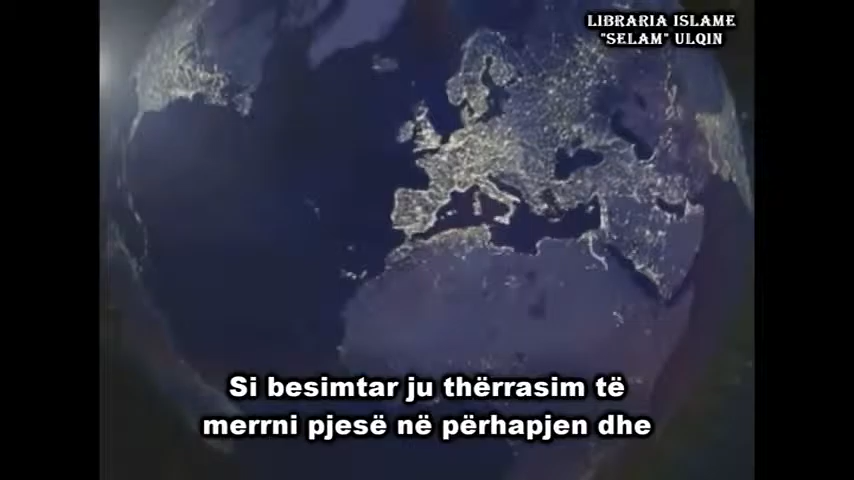 LIBRARIA ISLAME
"SELAM" ULQIN
Si besimtar ju thërrasim të
merrni pjesë në përhapjen dhe